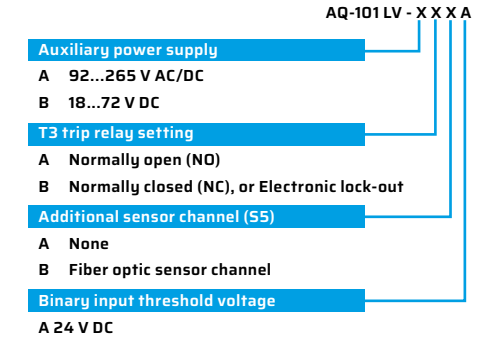 AQ-101 LV - X X X A
Auxiliary power supply
A 92...265 V AC/DC
B 18...72 V DC
T3 trip relay setting
A Normally open (NO)
B Normally closed (NC), or Electronic lock-out
Additional sensor channel (S5)
A None
B Fiber optic sensor channel
Binary input threshold voltage
A 24 V DC